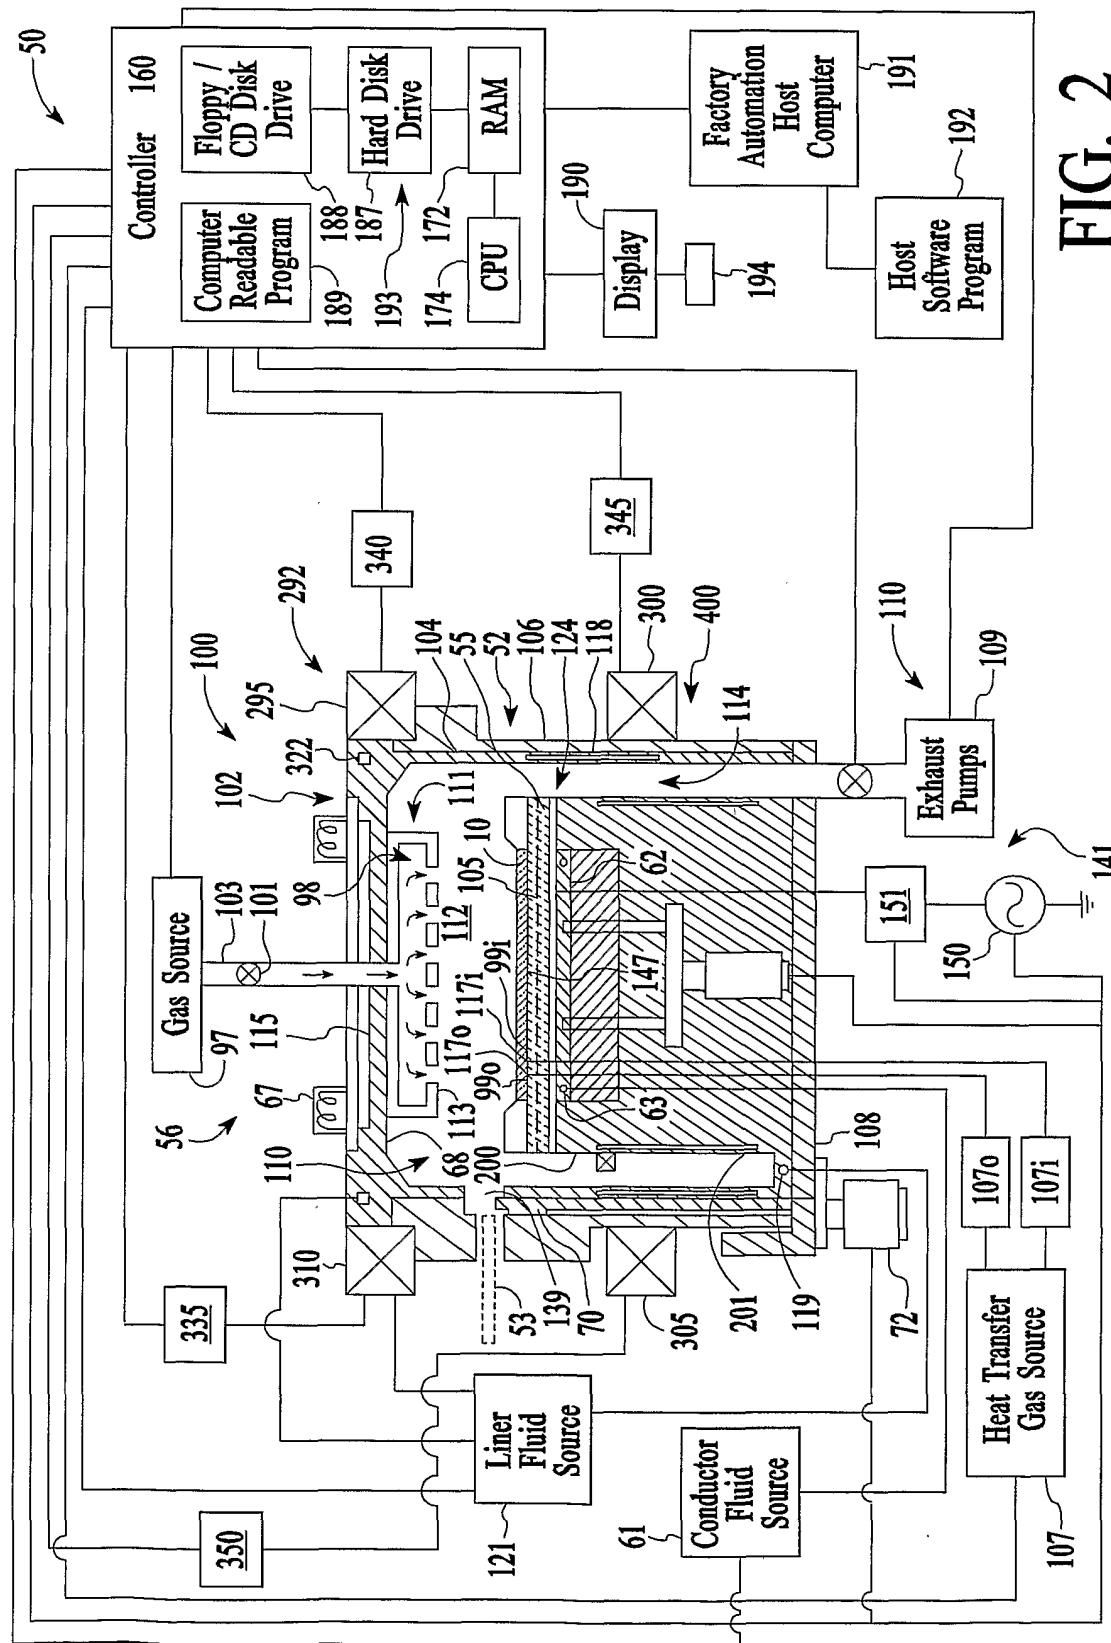 50
Controller 160
Floppy /
CD Disk
Drive
188
Hard Disk
Drive
187
RAM
172
Computer
Readable
Program
189
193
CPU
174
Factory
Automation
Host
Computer
191
Display
190
194
Host
Software
Program
192
FIG. 2
340
345
292
295
322
100
102
104
55
52
106
124
118
300
400
114
110
109
Exhaust
Pumps
Gas Source
97
103
101
98
111
10
105
112
62
115
117i
99i
117o
99o
147
113
67
56
63
68
110
200
108
151
150
141
310
335
53
139
70
305
201
119
72
107o
107i
Liner
Fluid
Source
121
350
Conductor
Fluid
Source
61
Heat Transfer
Gas Source
107